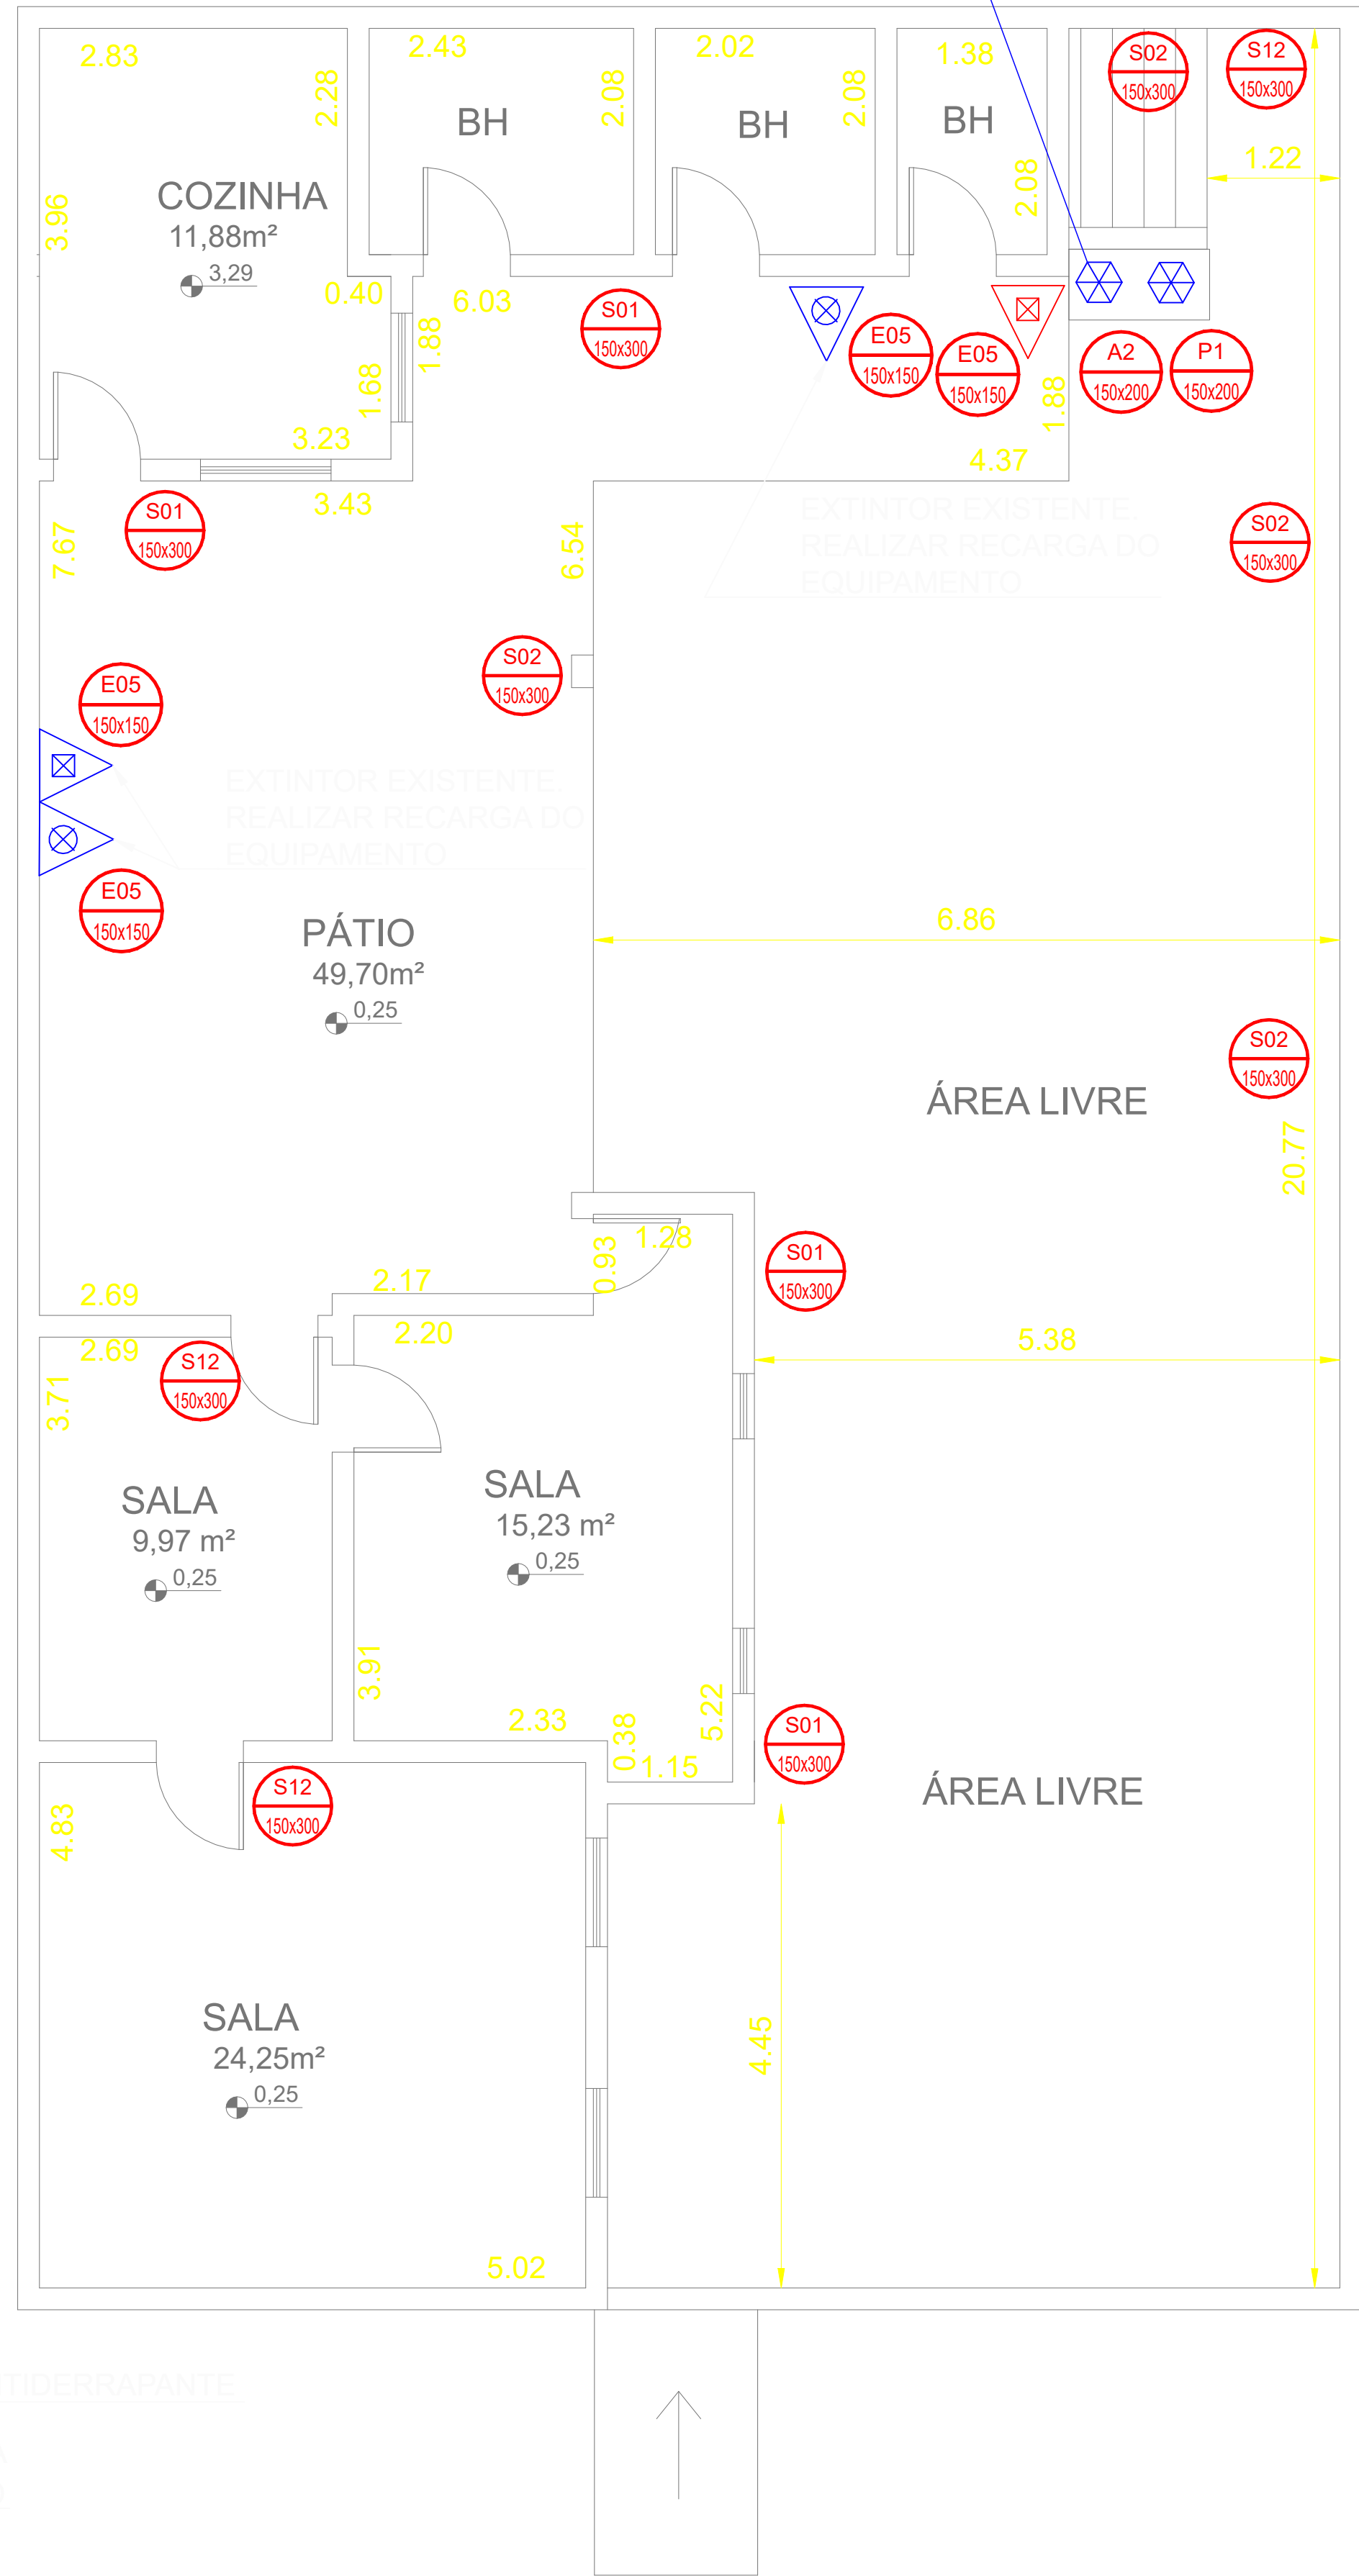 2.83
2.43
2.02
1.38
S02
150x300
S12
150x300
2.28
2.08
2.08
BH
BH
BH
1.22
2.08
COZINHA
11,88m²
3,29
3.96
0.40
6.03
S01
150x300
1.88
E05
150x150
E05
150x150
A2
150x200
P1
150x200
1.68
1.88
3.23
4.37
3.43
S01
150x300
7.67
6.54
EXTINTOR EXISTENTE.
REALIZAR RECARGA DO
EQUIPAMENTO
S02
150x300
S02
150x300
E05
150x150
EXTINTOR EXISTENTE.
REALIZAR RECARGA DO
EQUIPAMENTO
E05
150x150
PÁTIO
49,70m²
0,25
6.86
S02
150x300
ÁREA LIVRE
20.77
1.28
0.93
S01
150x300
2.69
2.17
2.69
2.20
5.38
S12
150x300
3.71
SALA
9,97 m²
0,25
SALA
15,23 m²
0,25
3.91
2.33
0.38
5.22
1.15
S01
150x300
S12
150x300
ÁREA LIVRE
4.83
SALA
24,25m²
0,25
4.45
5.02
TIDERRAPANTE